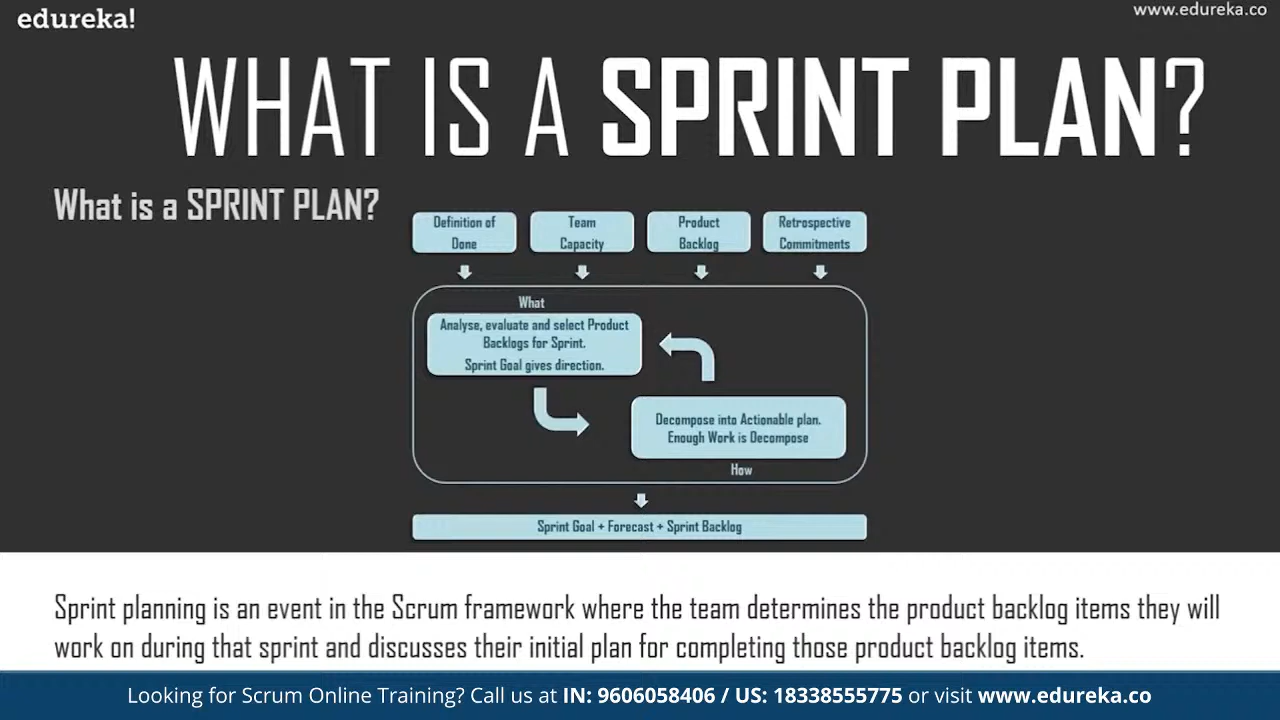 edureka!
www.edureka.co
WHAT IS A SPRINT PLAN?
What is a SPRINT PLAN?
Definition of
Done
Team
Capacity
Product
Backlog
Retrospective
Commitments
What
Analyse, evaluate and select Product
Backlogs for Sprint.
Sprint Goal gives direction.
Decompose into Actionable plan.
Enough Work is Decompose
How
Sprint Goal + Forecast + Sprint Backlog
Sprint planning is an event in the Scrum framework where the team determines the product backlog items they will
work on during that sprint and discusses their initial plan for completing those product backlog items.
Looking for Scrum Online Training? Call us at IN: 9606058406 / US: 18338555775 or visit www.edureka.co